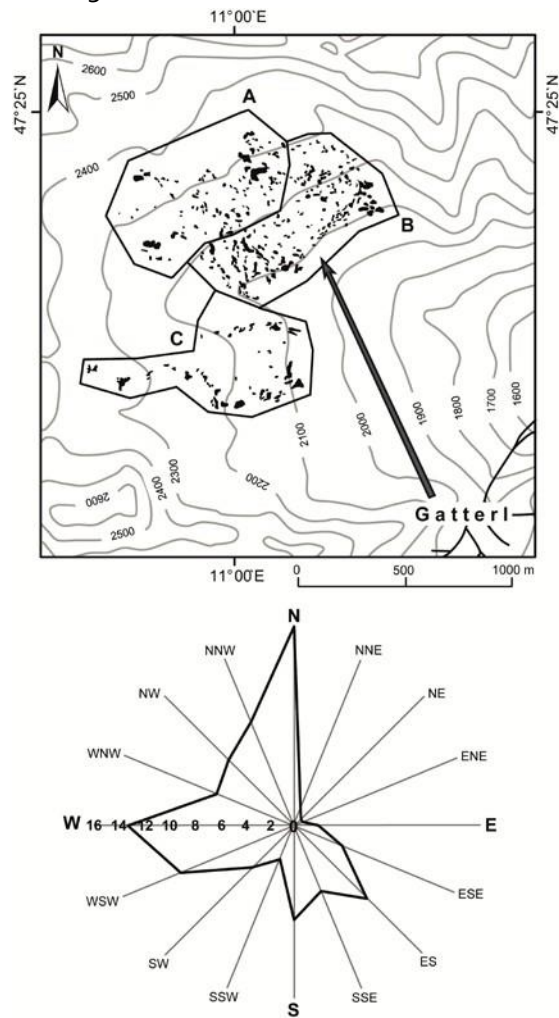 11°00'E
N
2600
2500
A
47°25'N
47°25'N
2400
B
C
2100
2000
1900
1800
1700
1600
2400
2300
2200
2600
2500
Gatterl
11°00'E
0 500 1000 m
N
NNW NNE
NW NE
WNW ENE
W 16 14 12 10 8 6 4 2 0 E
WSW ESE
SW ES
SSW SSE
S